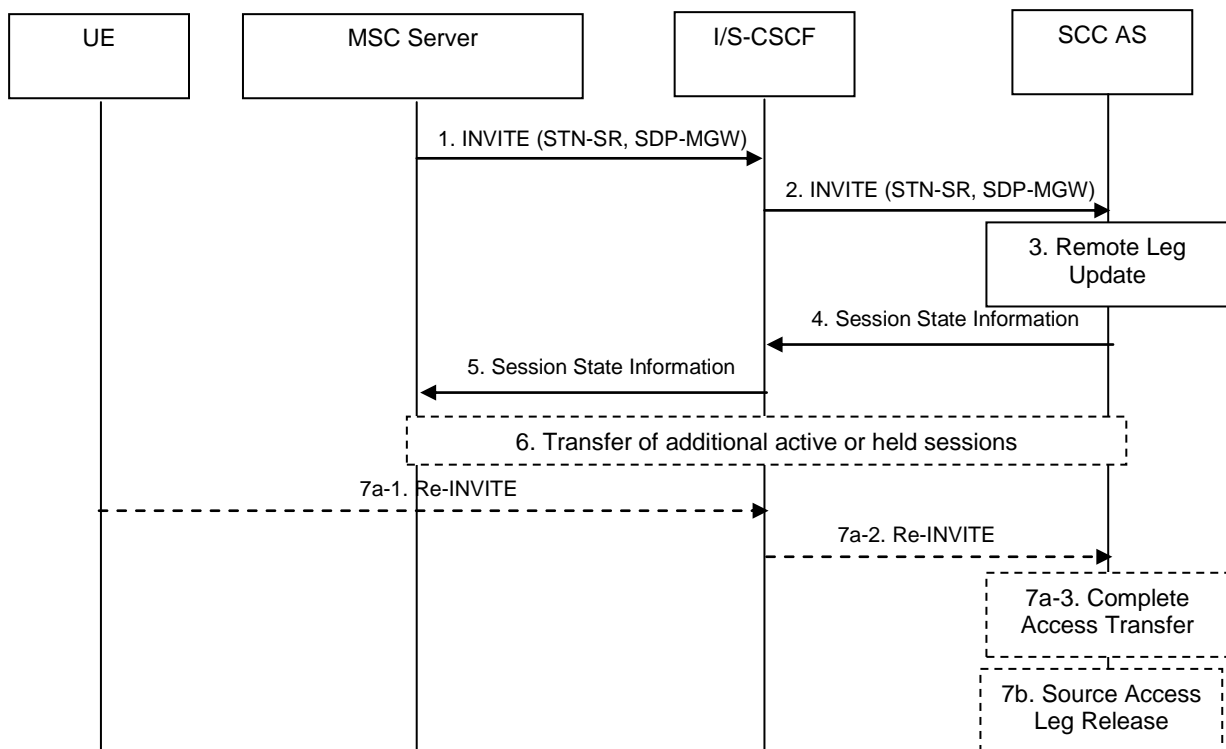 UE
MSC Server
I/S-CSCF
SCC AS
1. INVITE (STN-SR, SDP-MGW)
2. INVITE (STN-SR, SDP-MGW)
3. Remote Leg
Update
4. Session State Information
5. Session State Information
6. Transfer of additional active or held sessions
7a-1. Re-INVITE
7a-2. Re-INVITE
7a-3. Complete
Access Transfer
7b. Source Access
Leg Release